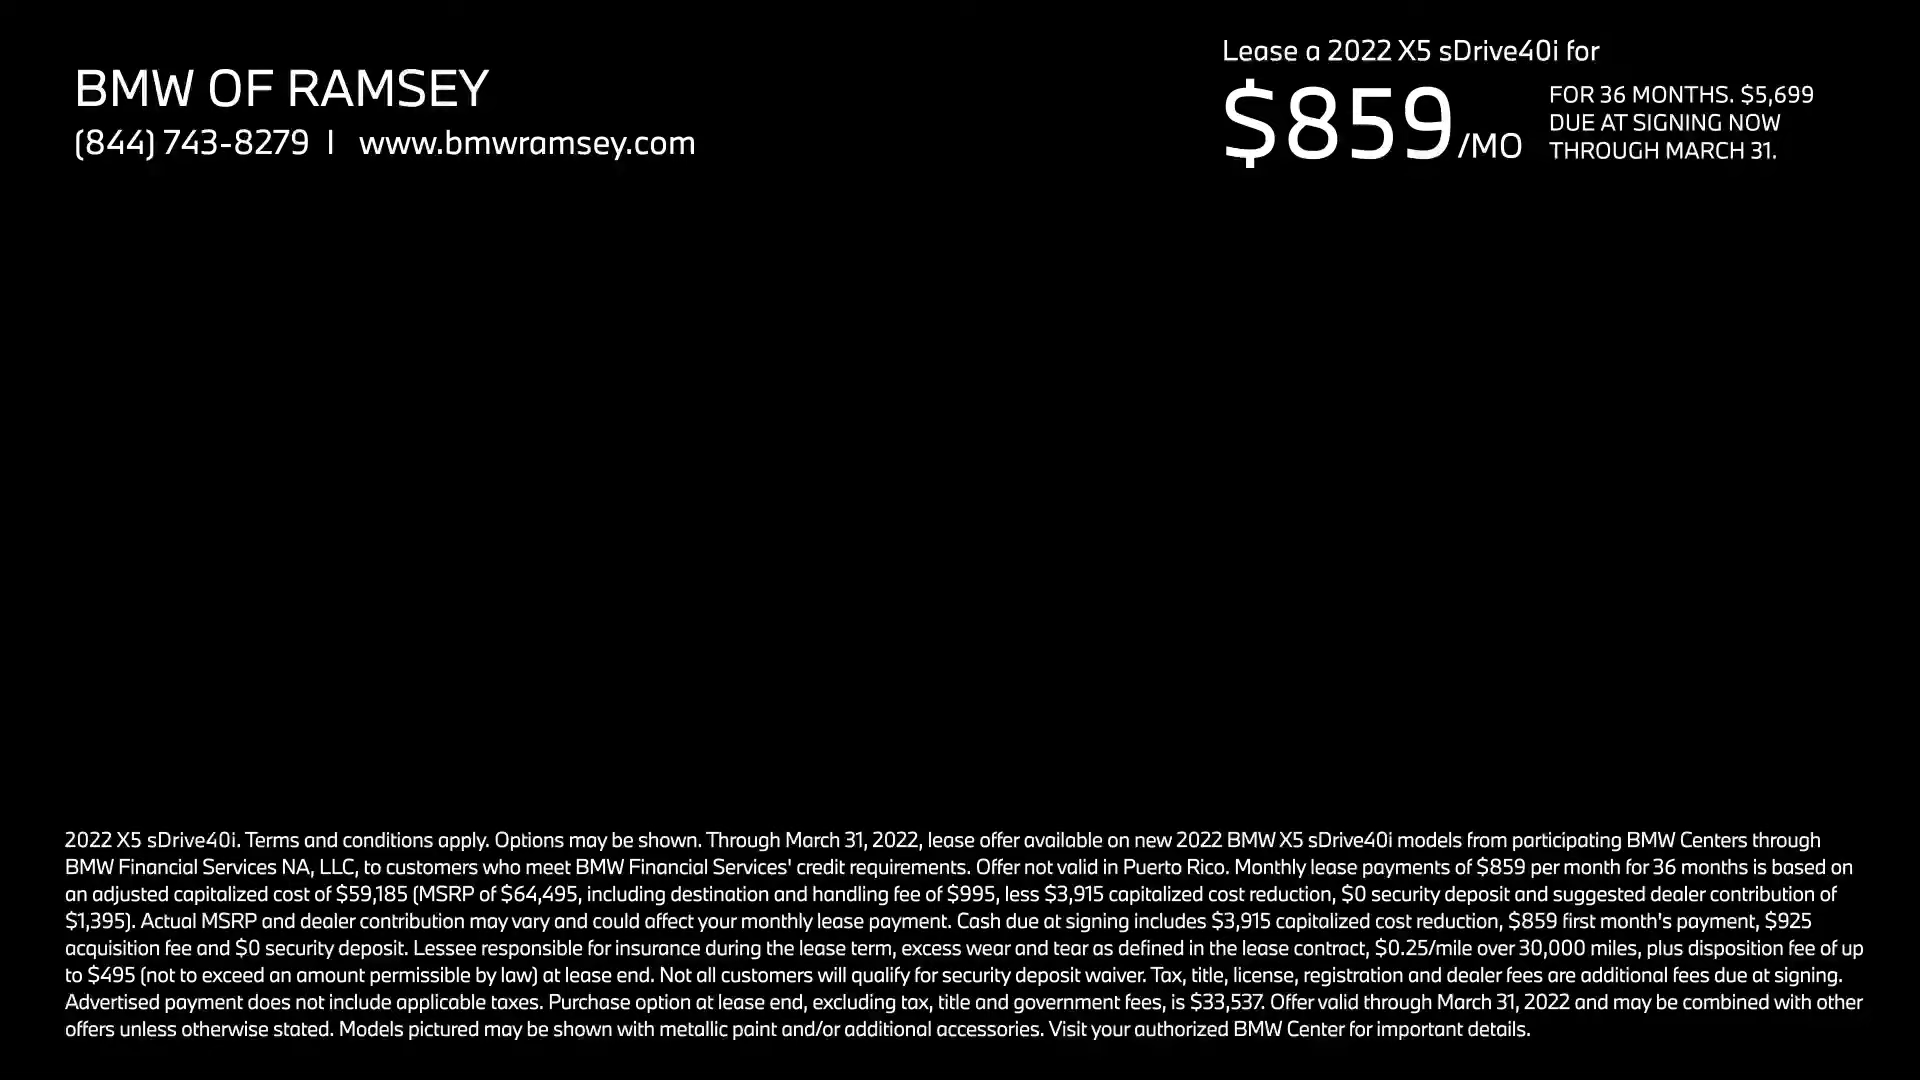 BMW OF RAMSEY
(844) 743-8279 | www.bmwramsey.com
Lease a 2022 X5 sDrive40i for
$859/MO
FOR 36 MONTHS. $5,699
DUE AT SIGNING NOW
THROUGH MARCH 31.
2022 X5 sDrive40i. Terms and conditions apply. Options may be shown. Through March 31, 2022, lease offer available on new 2022 BMW X5 sDrive40i models from participating BMW Centers through
BMW Financial Services NA, LLC, to customers who meet BMW Financial Services' credit requirements. Offer not valid in Puerto Rico. Monthly lease payments of $859 per month for 36 months is based on
an adjusted capitalized cost of $59,185 (MSRP of $64,495, including destination and handling fee of $995, less $3,915 capitalized cost reduction, $0 security deposit and suggested dealer contribution of
$1,395). Actual MSRP and dealer contribution may vary and could affect your monthly lease payment. Cash due at signing includes $3,915 capitalized cost reduction, $859 first month's payment, $925
acquisition fee and $0 security deposit. Lessee responsible for insurance during the lease term, excess wear and tear as defined in the lease contract, $0.25/mile over 30,000 miles, plus disposition fee of up
to $495 (not to exceed an amount permissible by law) at lease end. Not all customers will qualify for security deposit waiver. Tax, title, license, registration and dealer fees are additional fees due at signing.
Advertised payment does not include applicable taxes. Purchase option at lease end, excluding tax, title and government fees, is $33,537. Offer valid through March 31, 2022 and may be combined with other
offers unless otherwise stated. Models pictured may be shown with metallic paint and/or additional accessories. Visit your authorized BMW Center for important details.